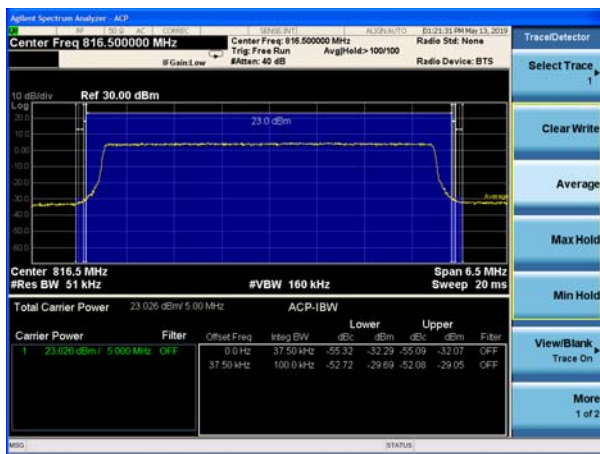 Agilent Spectrum Analyzer - ACP
RF 50 Ω AC CORREC SENSE:INT ALIGN AUTO 01:21:31 PM May 13, 2019
Center Freq 816.500000 MHz
Center Freq: 816.500000 MHz
Radio Std: None
Trig: Free Run Avg|Hold:>100/100
IFGain:Low #Atten: 40 dB Radio Device: BTS
Trace/Detector
Select Trace
1
Clear Write
Average
Max Hold
Min Hold
View/Blank
Trace On
More
1 of 2
10 dB/div Ref 30.00 dBm
Log
20.0
10.0
0.00
-10.0
-20.0
-30.0
-40.0
-50.0
-60.0
23.0 dBm
Average
Center 816.5 MHz Span 6.5 MHz
#Res BW 51 kHz #VBW 160 kHz Sweep 20 ms
Total Carrier Power 23.026 dBm/ 5.00 MHz ACP-IBW
Lower Upper
Carrier Power Filter Offset Freq Integ BW dBc dBm dBc dBm Filter
1 23.026 dBm / 5.000 MHz OFF 0.0 Hz 37.50 kHz -55.32 -32.29 -55.09 -32.07 OFF
37.50 kHz 100.0 kHz -52.72 -29.69 -52.08 -29.05 OFF
MSG STATUS